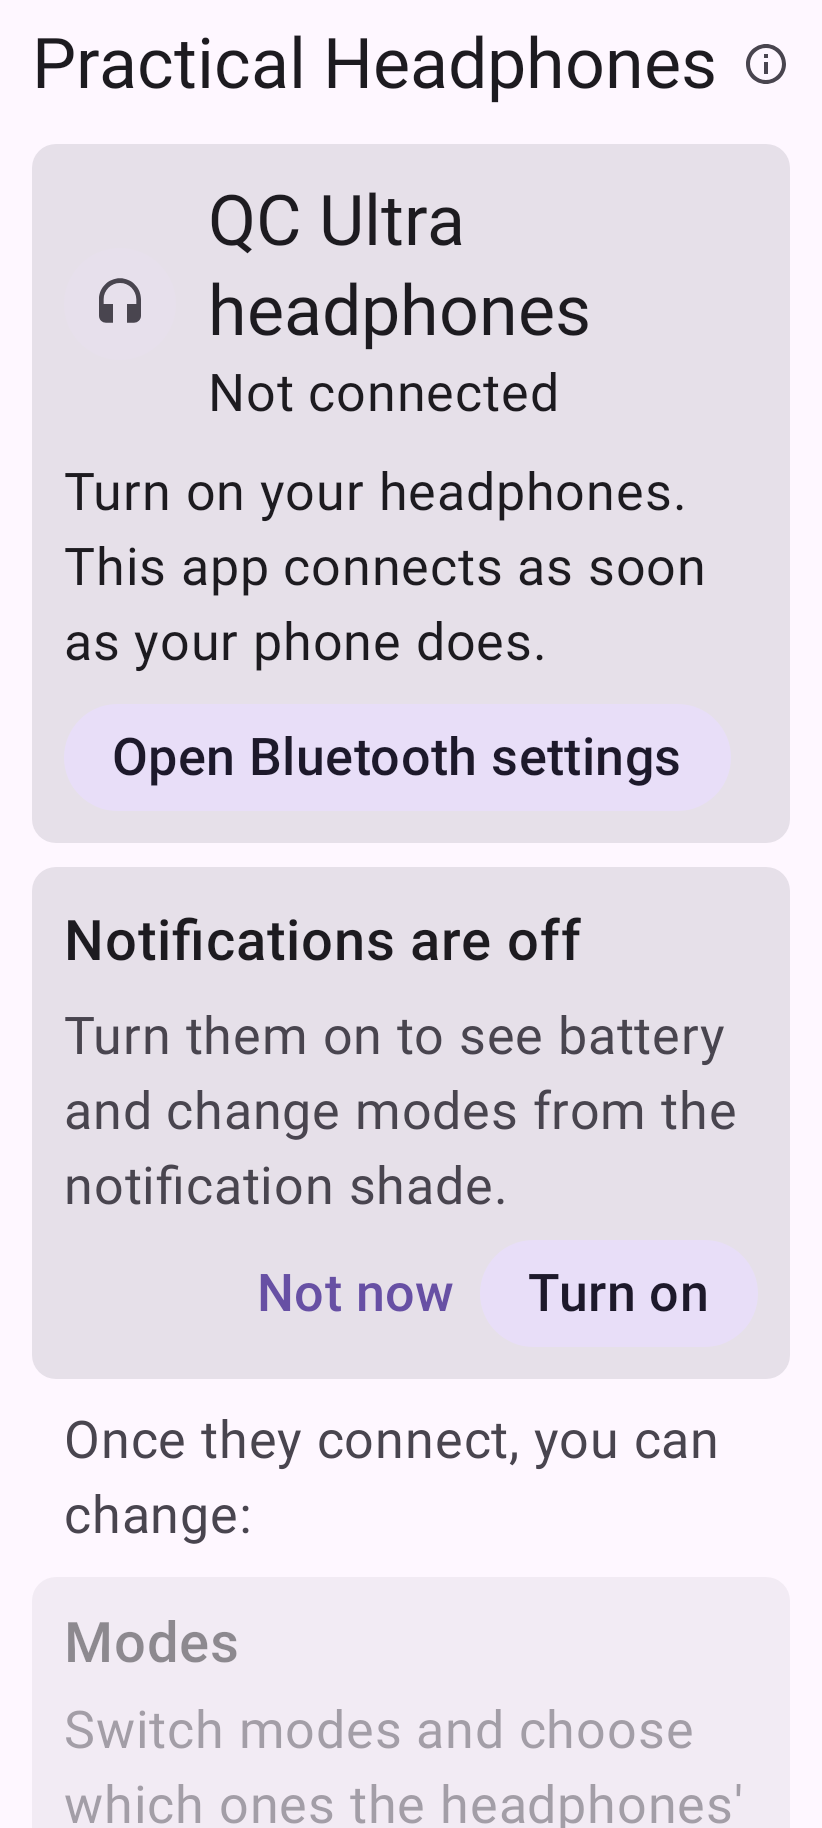 Practical Headphones
QC Ultra
headphones
Not connected
Turn on your headphones.
This app connects as soon
as your phone does.
Open Bluetooth settings
Notifications are off
Turn them on to see battery
and change modes from the
notification shade.
Not now
Turn on
Once they connect, you can
change:
Modes
Switch modes and choose
which ones the headphones'